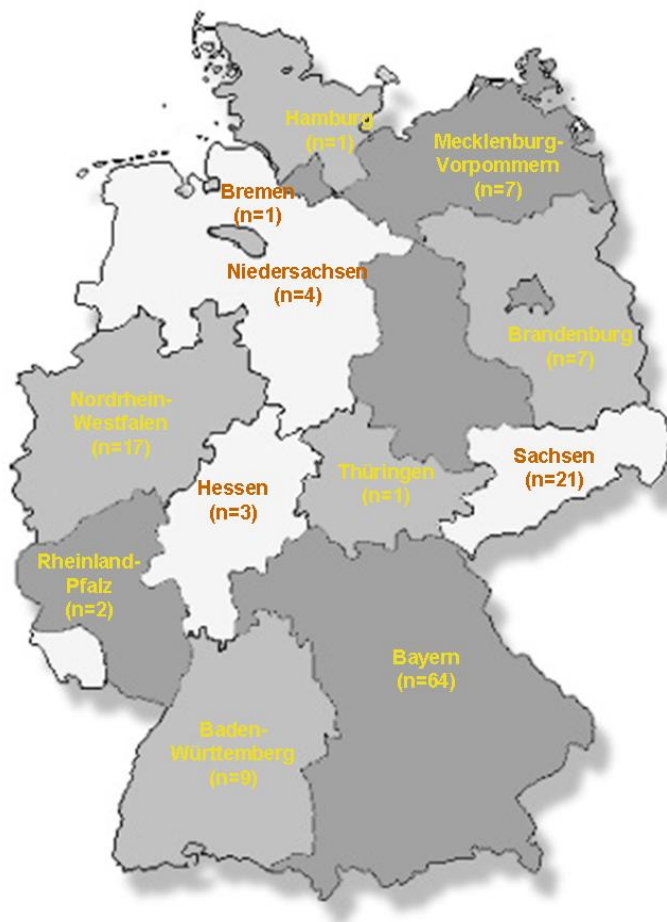 Hamburg
(n=1)
Mecklenburg-
Vorpommern
(n=7)
Bremen
(n=1)
Niedersachsen
(n=4)
Brandenburg
(n=7)
Nordrhein-
Westfalen
(n=17)
Hessen
(n=3)
Thüringen
(n=1)
Sachsen
(n=21)
Rheinland-
Pfalz
(n=2)
Bayern
(n=64)
Baden-
Württemberg
(n=9)